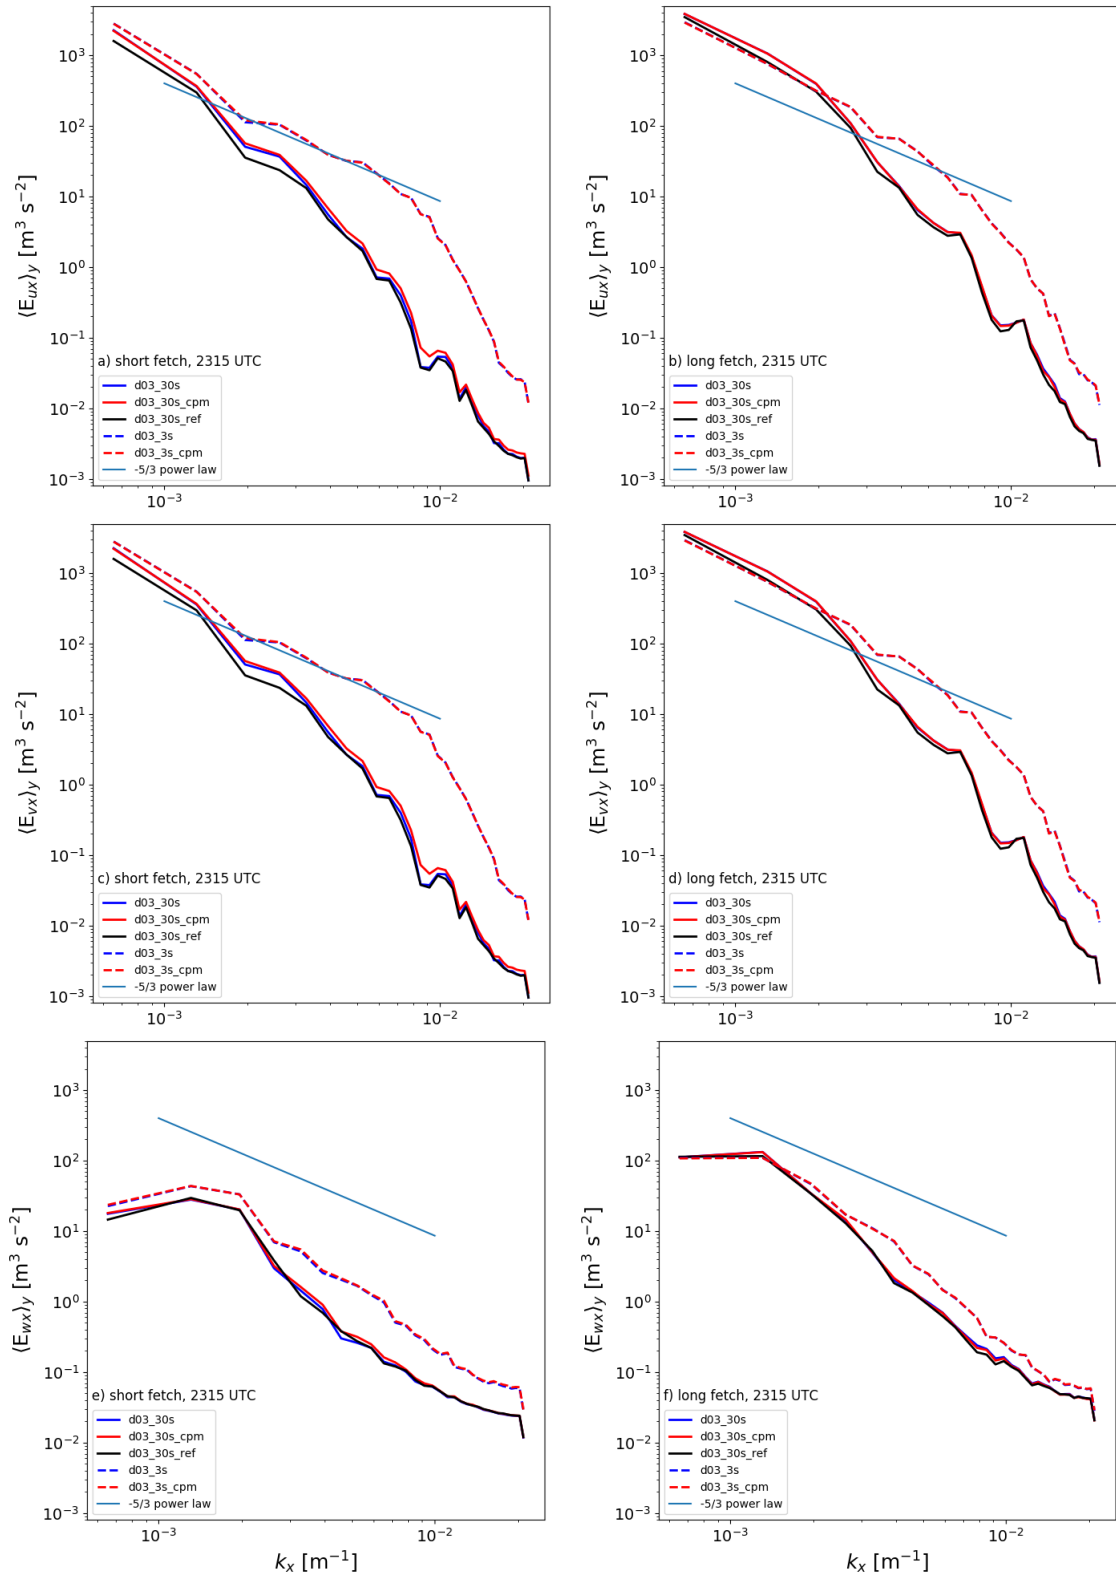 10³
10²
10¹
10⁰
10⁻¹
10⁻²
10⁻³
⟨E_ux⟩_y [m³ s⁻²]
a) short fetch, 2315 UTC
d03_30s
d03_30s_cpm
d03_30s_ref
d03_3s
d03_3s_cpm
-5/3 power law
10⁻³ 10⁻²
10³
10²
10¹
10⁰
10⁻¹
10⁻²
10⁻³
⟨E_ux⟩_y [m³ s⁻²]
b) long fetch, 2315 UTC
d03_30s
d03_30s_cpm
d03_30s_ref
d03_3s
d03_3s_cpm
-5/3 power law
10⁻³ 10⁻²
10³
10²
10¹
10⁰
10⁻¹
10⁻²
10⁻³
⟨E_vx⟩_y [m³ s⁻²]
c) short fetch, 2315 UTC
d03_30s
d03_30s_cpm
d03_30s_ref
d03_3s
d03_3s_cpm
-5/3 power law
10⁻³ 10⁻²
10³
10²
10¹
10⁰
10⁻¹
10⁻²
10⁻³
⟨E_vx⟩_y [m³ s⁻²]
d) long fetch, 2315 UTC
d03_30s
d03_30s_cpm
d03_30s_ref
d03_3s
d03_3s_cpm
-5/3 power law
10⁻³ 10⁻²
10³
10²
10¹
10⁰
10⁻¹
10⁻²
10⁻³
⟨E_wx⟩_y [m³ s⁻²]
e) short fetch, 2315 UTC
d03_30s
d03_30s_cpm
d03_30s_ref
d03_3s
d03_3s_cpm
-5/3 power law
10⁻³ 10⁻²
k_x [m⁻¹]
10³
10²
10¹
10⁰
10⁻¹
10⁻²
10⁻³
⟨E_wx⟩_y [m³ s⁻²]
f) long fetch, 2315 UTC
d03_30s
d03_30s_cpm
d03_30s_ref
d03_3s
d03_3s_cpm
-5/3 power law
10⁻³ 10⁻²
k_x [m⁻¹]